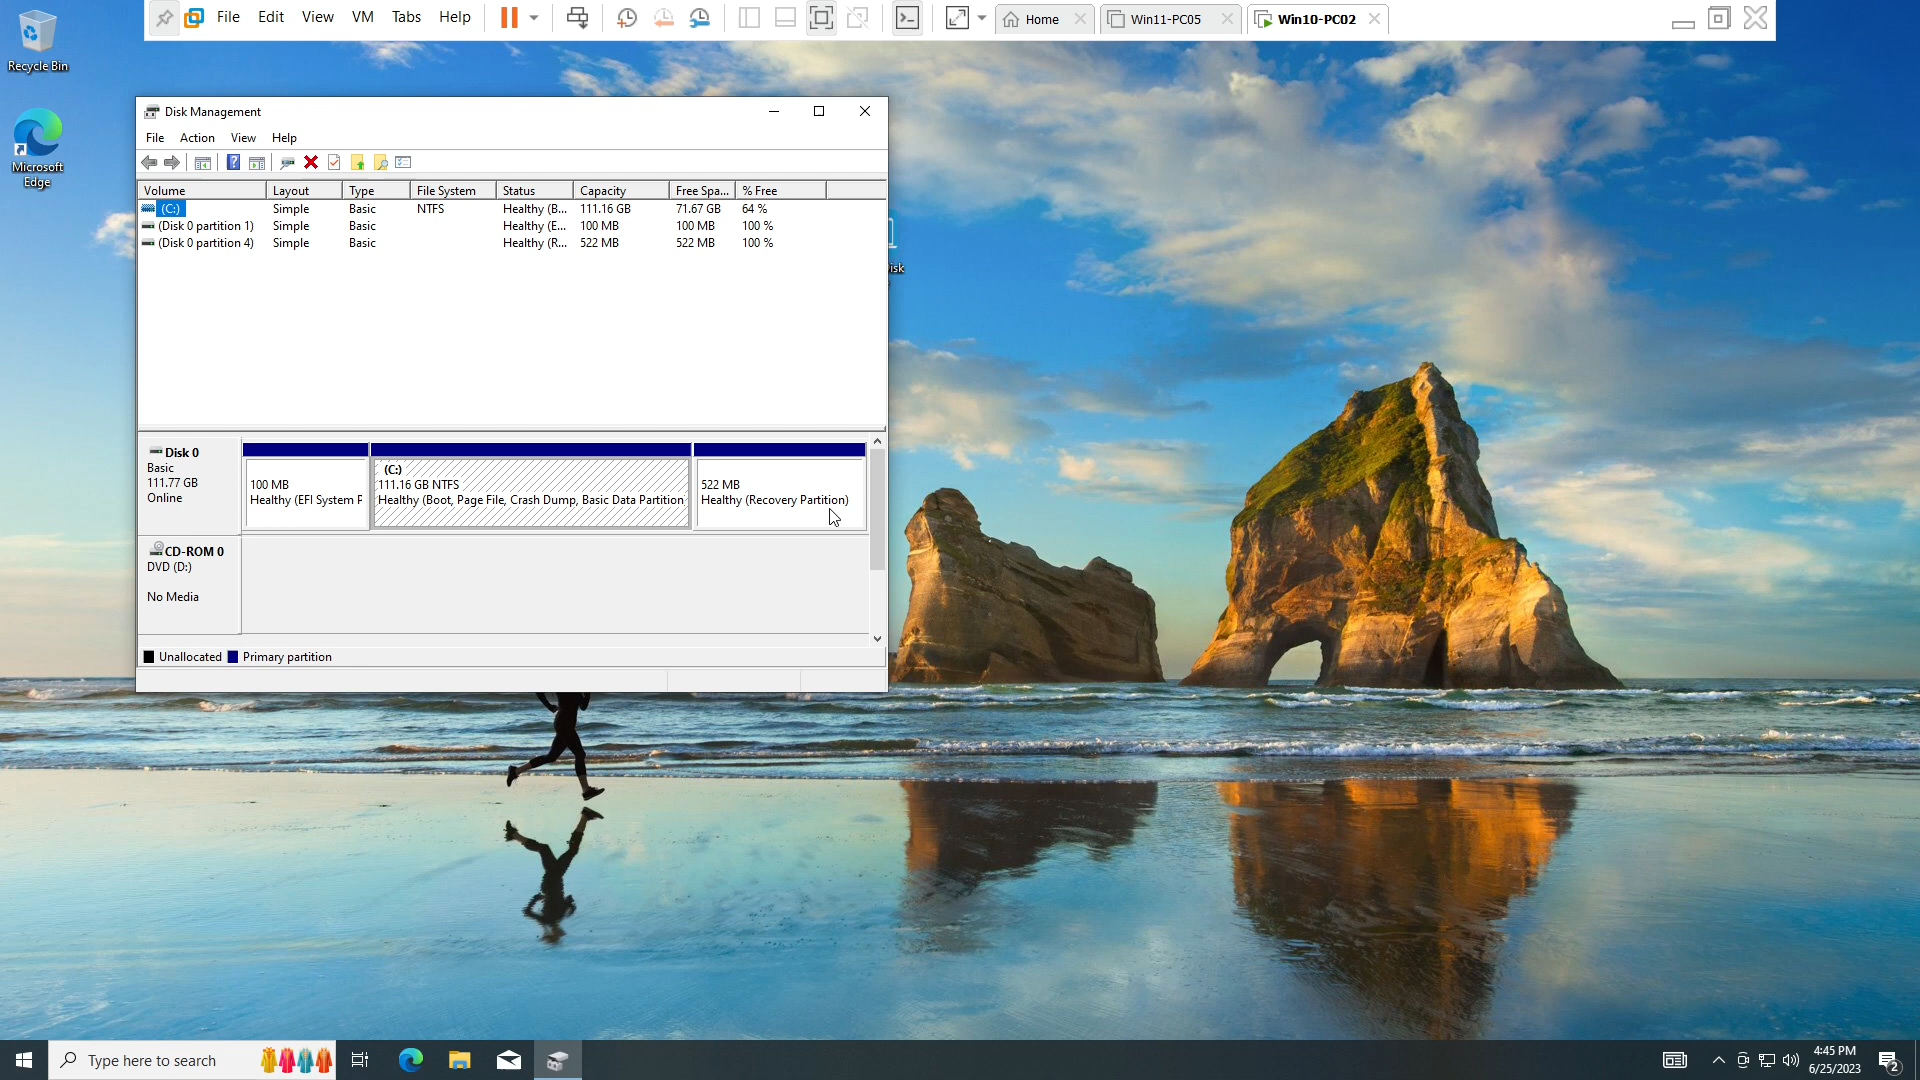 File Edit View VM Tabs Help
Home
Win11-PC05
Win10-PC02
Recycle Bin
Microsoft
Edge
Disk Management
File Action View Help
Volume Layout Type File System Status Capacity Free Spa... % Free
(C:) Simple Basic NTFS Healthy (B... 111.16 GB 71.67 GB 64 %
(Disk 0 partition 1) Simple Basic Healthy (E... 100 MB 100 MB 100 %
(Disk 0 partition 4) Simple Basic Healthy (R... 522 MB 522 MB 100 %
Disk 0
Basic
111.77 GB
Online
100 MB
Healthy (EFI System P
(C:)
111.16 GB NTFS
Healthy (Boot, Page File, Crash Dump, Basic Data Partition
522 MB
Healthy (Recovery Partition)
CD-ROM 0
DVD (D:)
No Media
Unallocated Primary partition
Type here to search
4:45 PM
6/25/2023
2